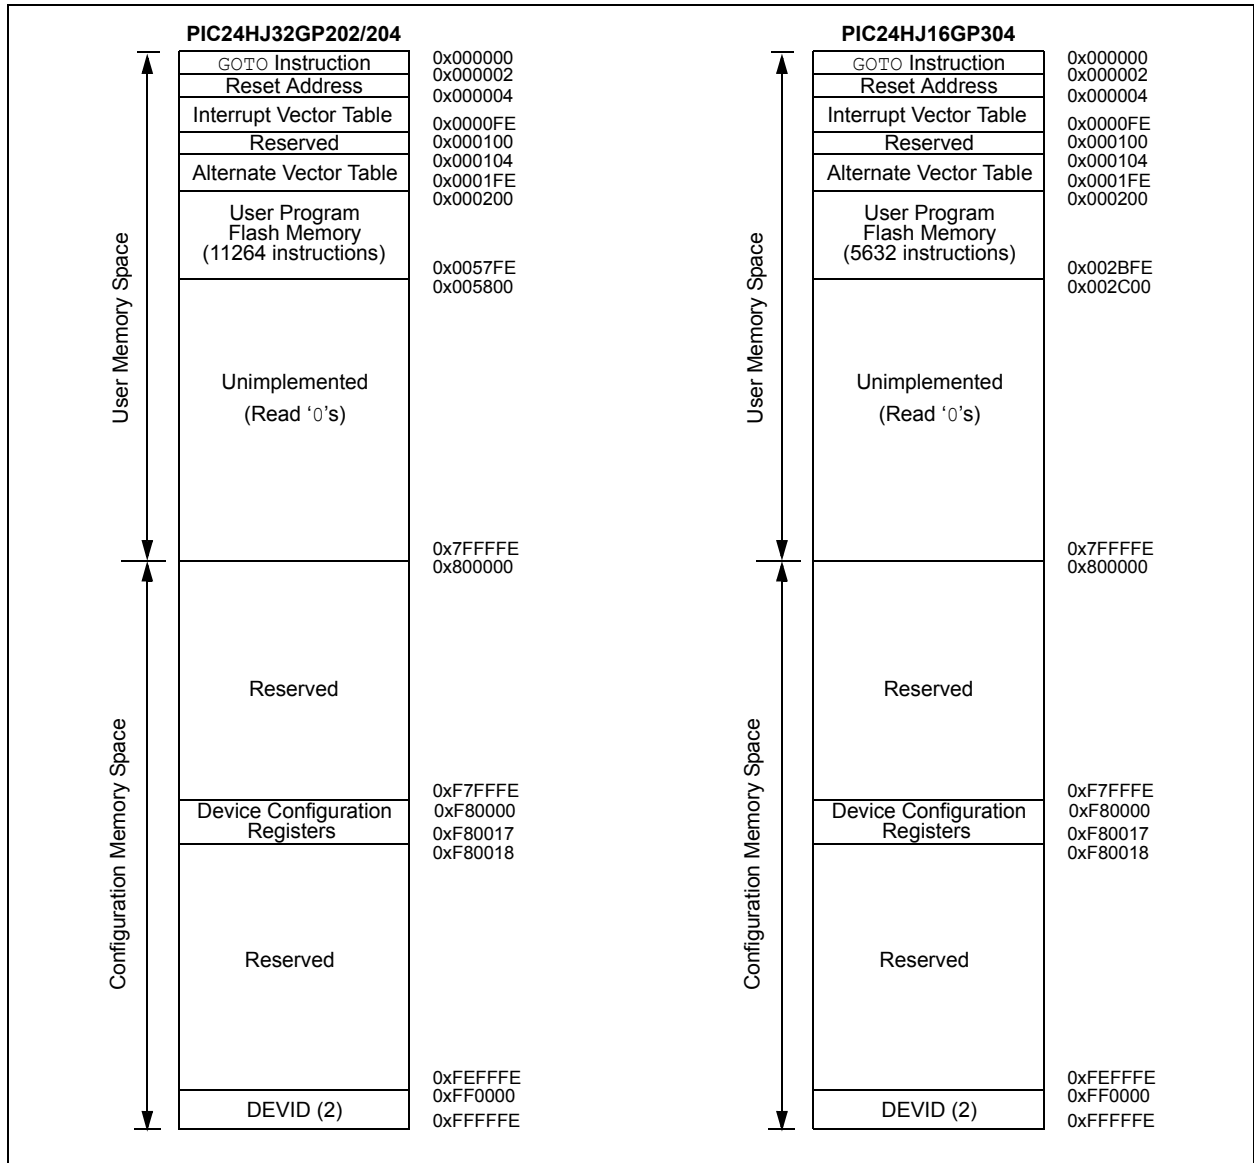 PIC24HJ32GP202/204
GOTO Instruction
Reset Address
Interrupt Vector Table
Reserved
Alternate Vector Table
User Program
Flash Memory
(11264 instructions)
Unimplemented
(Read ‘0’s)
Reserved
Device Configuration
Registers
Reserved
DEVID (2)
0x000000
0x000002
0x000004
0x0000FE
0x000100
0x000104
0x0001FE
0x000200
0x0057FE
0x005800
0x7FFFFE
0x800000
0xF7FFFE
0xF80000
0xF80017
0xF80018
0xFEFFFE
0xFF0000
0xFFFFFE
User Memory Space
Configuration Memory Space
PIC24HJ16GP304
GOTO Instruction
Reset Address
Interrupt Vector Table
Reserved
Alternate Vector Table
User Program
Flash Memory
(5632 instructions)
Unimplemented
(Read ‘0’s)
Reserved
Device Configuration
Registers
Reserved
DEVID (2)
0x000000
0x000002
0x000004
0x0000FE
0x000100
0x000104
0x0001FE
0x000200
0x002BFE
0x002C00
0x7FFFFE
0x800000
0xF7FFFE
0xF80000
0xF80017
0xF80018
0xFEFFFE
0xFF0000
0xFFFFFE
User Memory Space
Configuration Memory Space